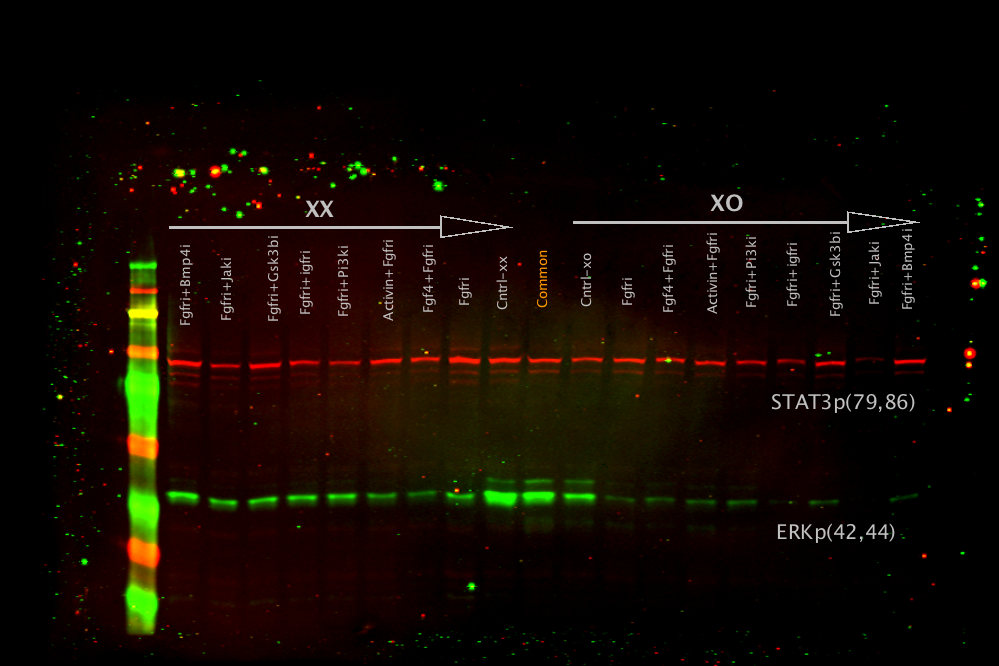 XX
XO
Fgfri+Bmp4i
Fgfri+Jaki
Fgfri+Gsk3bi
Fgfri+igfri
Fgfri+Pi3ki
Activin+Fgfri
Fgf4+Fgfri
Fgfri
Cntrl-xx
Common
Cntrl-xo
Fgfri
Fgf4+Fgfri
Activin+Fgfri
Fgfri+Pi3ki
Fgfri+igfri
Fgfri+Gsk3bi
Fgfri+Jaki
Fgfri+Bmp4i
STAT3p(79,86)
ERKp(42,44)